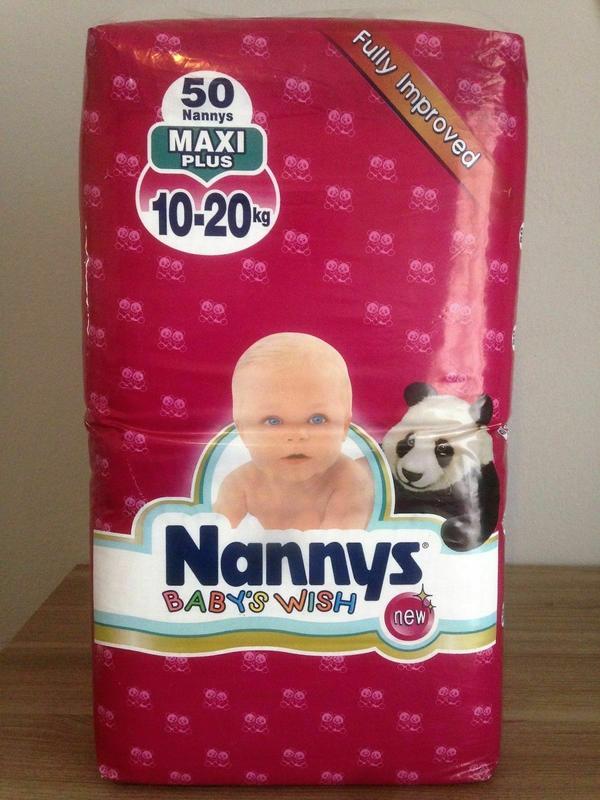 Fully Improved
50
Nannys
MAXI
PLUS
10-20kg
Nannys®
BABY'S WISH
new